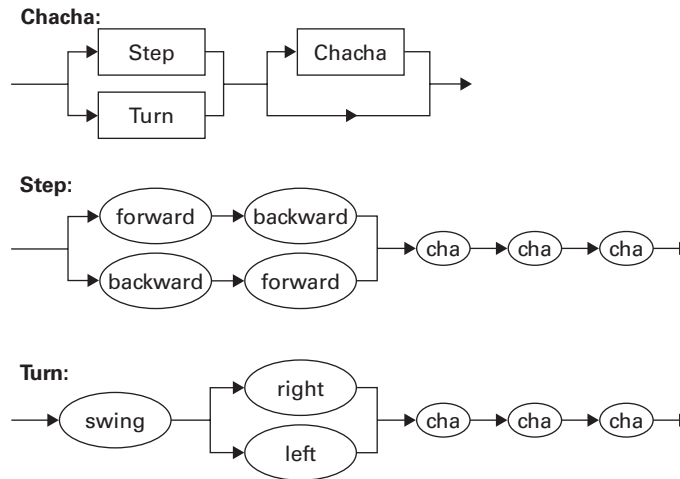 Chacha:
Step
Chacha
Turn
Step:
forward backward
cha cha cha
backward forward
Turn:
right
swing
cha cha cha
left